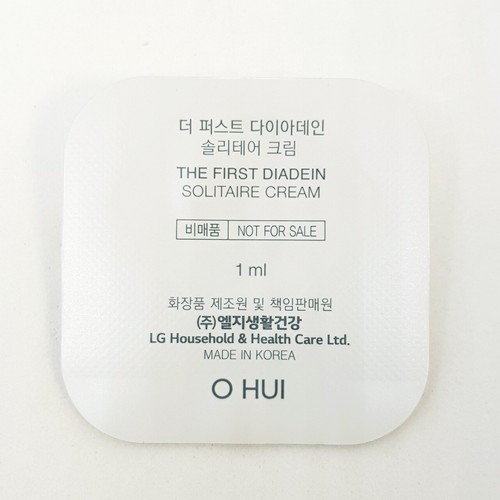 더 퍼스트 다이아데인
솔리테어 크림
THE FIRST DIADEIN
SOLITAIRE CREAM
비매품 NOT FOR SALE
1 ml
화장품 제조원 및 책임판매원
(주)엘지생활건강
LG Household & Health Care Ltd.
MADE IN KOREA
O HUI